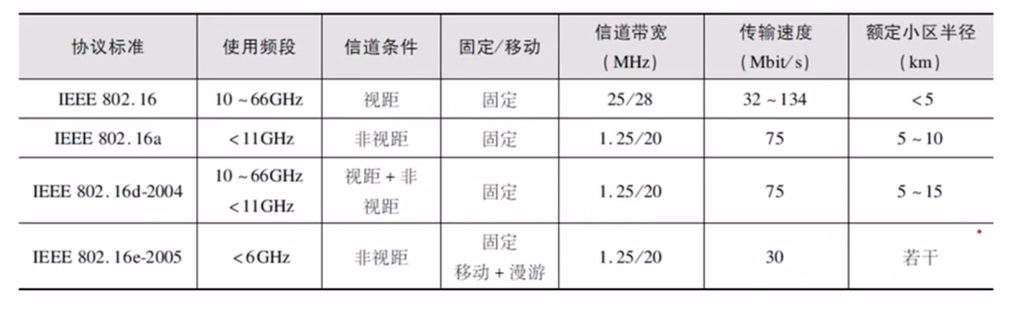 协议标准 使用频段 信道条件 固定/移动 信道带宽 (MHz) 传输速度 (Mbit/s) 额定小区半径 (km)
IEEE 802.16 10~66GHz 视距 固定 25/28 32~134 <5
IEEE 802.16a <11GHz 非视距 固定 1.25/20 75 5~10
IEEE 802.16d-2004 10~66GHz <11GHz 视距+非视距 固定 1.25/20 75 5~15
IEEE 802.16e-2005 <6GHz 非视距 固定 移动+漫游 1.25/20 30 若干